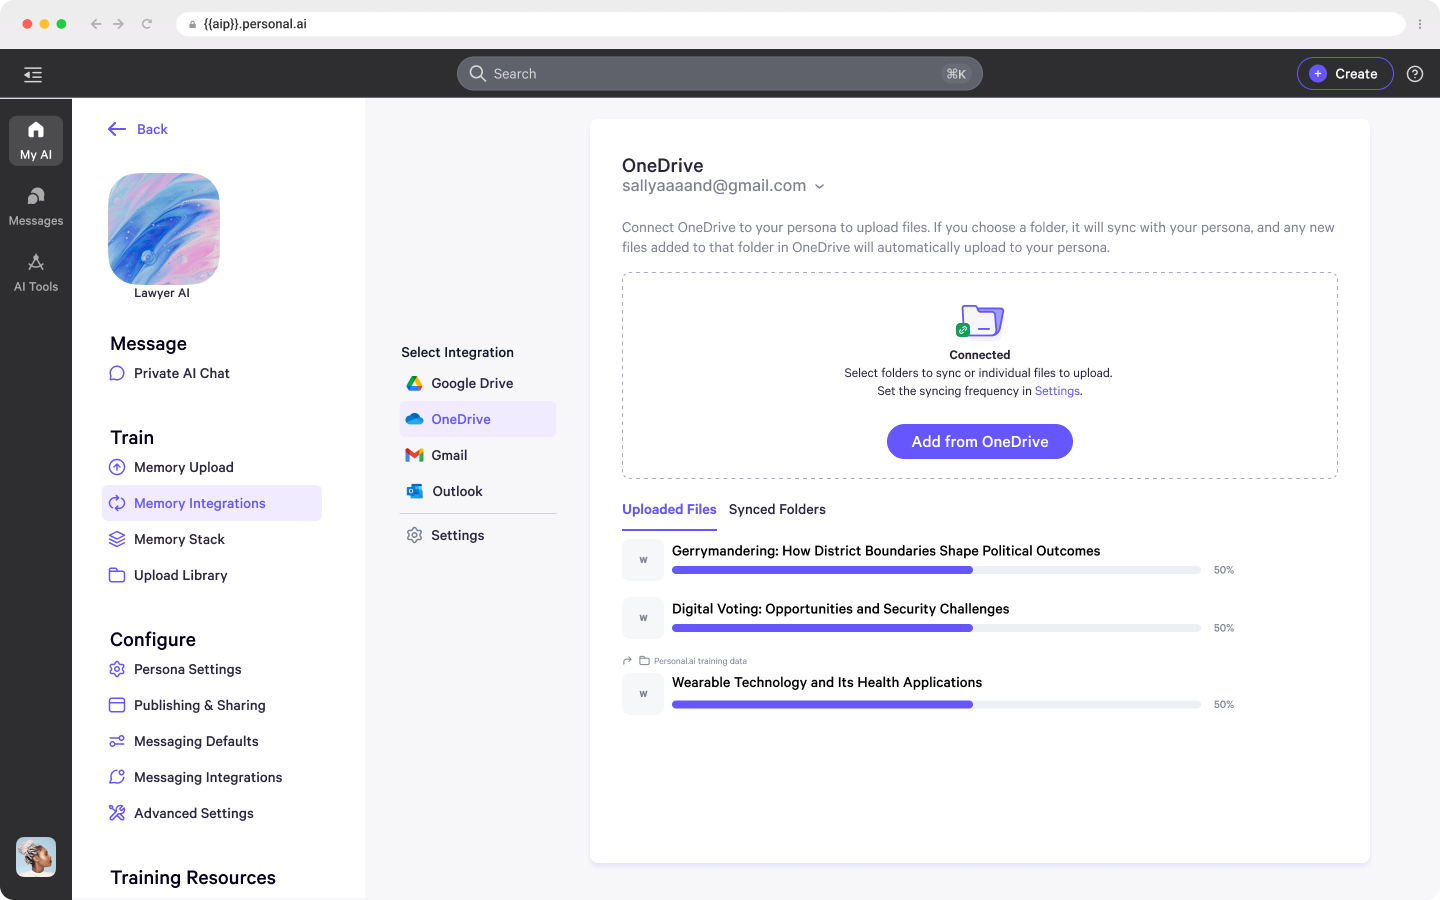 {{aip}}.personal.ai
Search
⌘K
Create
My AI
Messages
AI Tools
Back
Lawyer AI
Message
Private AI Chat
Train
Memory Upload
Memory Integrations
Memory Stack
Upload Library
Configure
Persona Settings
Publishing & Sharing
Messaging Defaults
Messaging Integrations
Advanced Settings
Training Resources
Select Integration
Google Drive
OneDrive
Gmail
Outlook
Settings
OneDrive
sallyaaaand@gmail.com
Connect OneDrive to your persona to upload files. If you choose a folder, it will sync with your persona, and any new
files added to that folder in OneDrive will automatically upload to your persona.
Connected
Select folders to sync or individual files to upload.
Set the syncing frequency in Settings.
Add from OneDrive
Uploaded Files Synced Folders
W
Gerrymandering: How District Boundaries Shape Political Outcomes
50%
W
Digital Voting: Opportunities and Security Challenges
50%
Personal.ai training data
W
Wearable Technology and Its Health Applications
50%